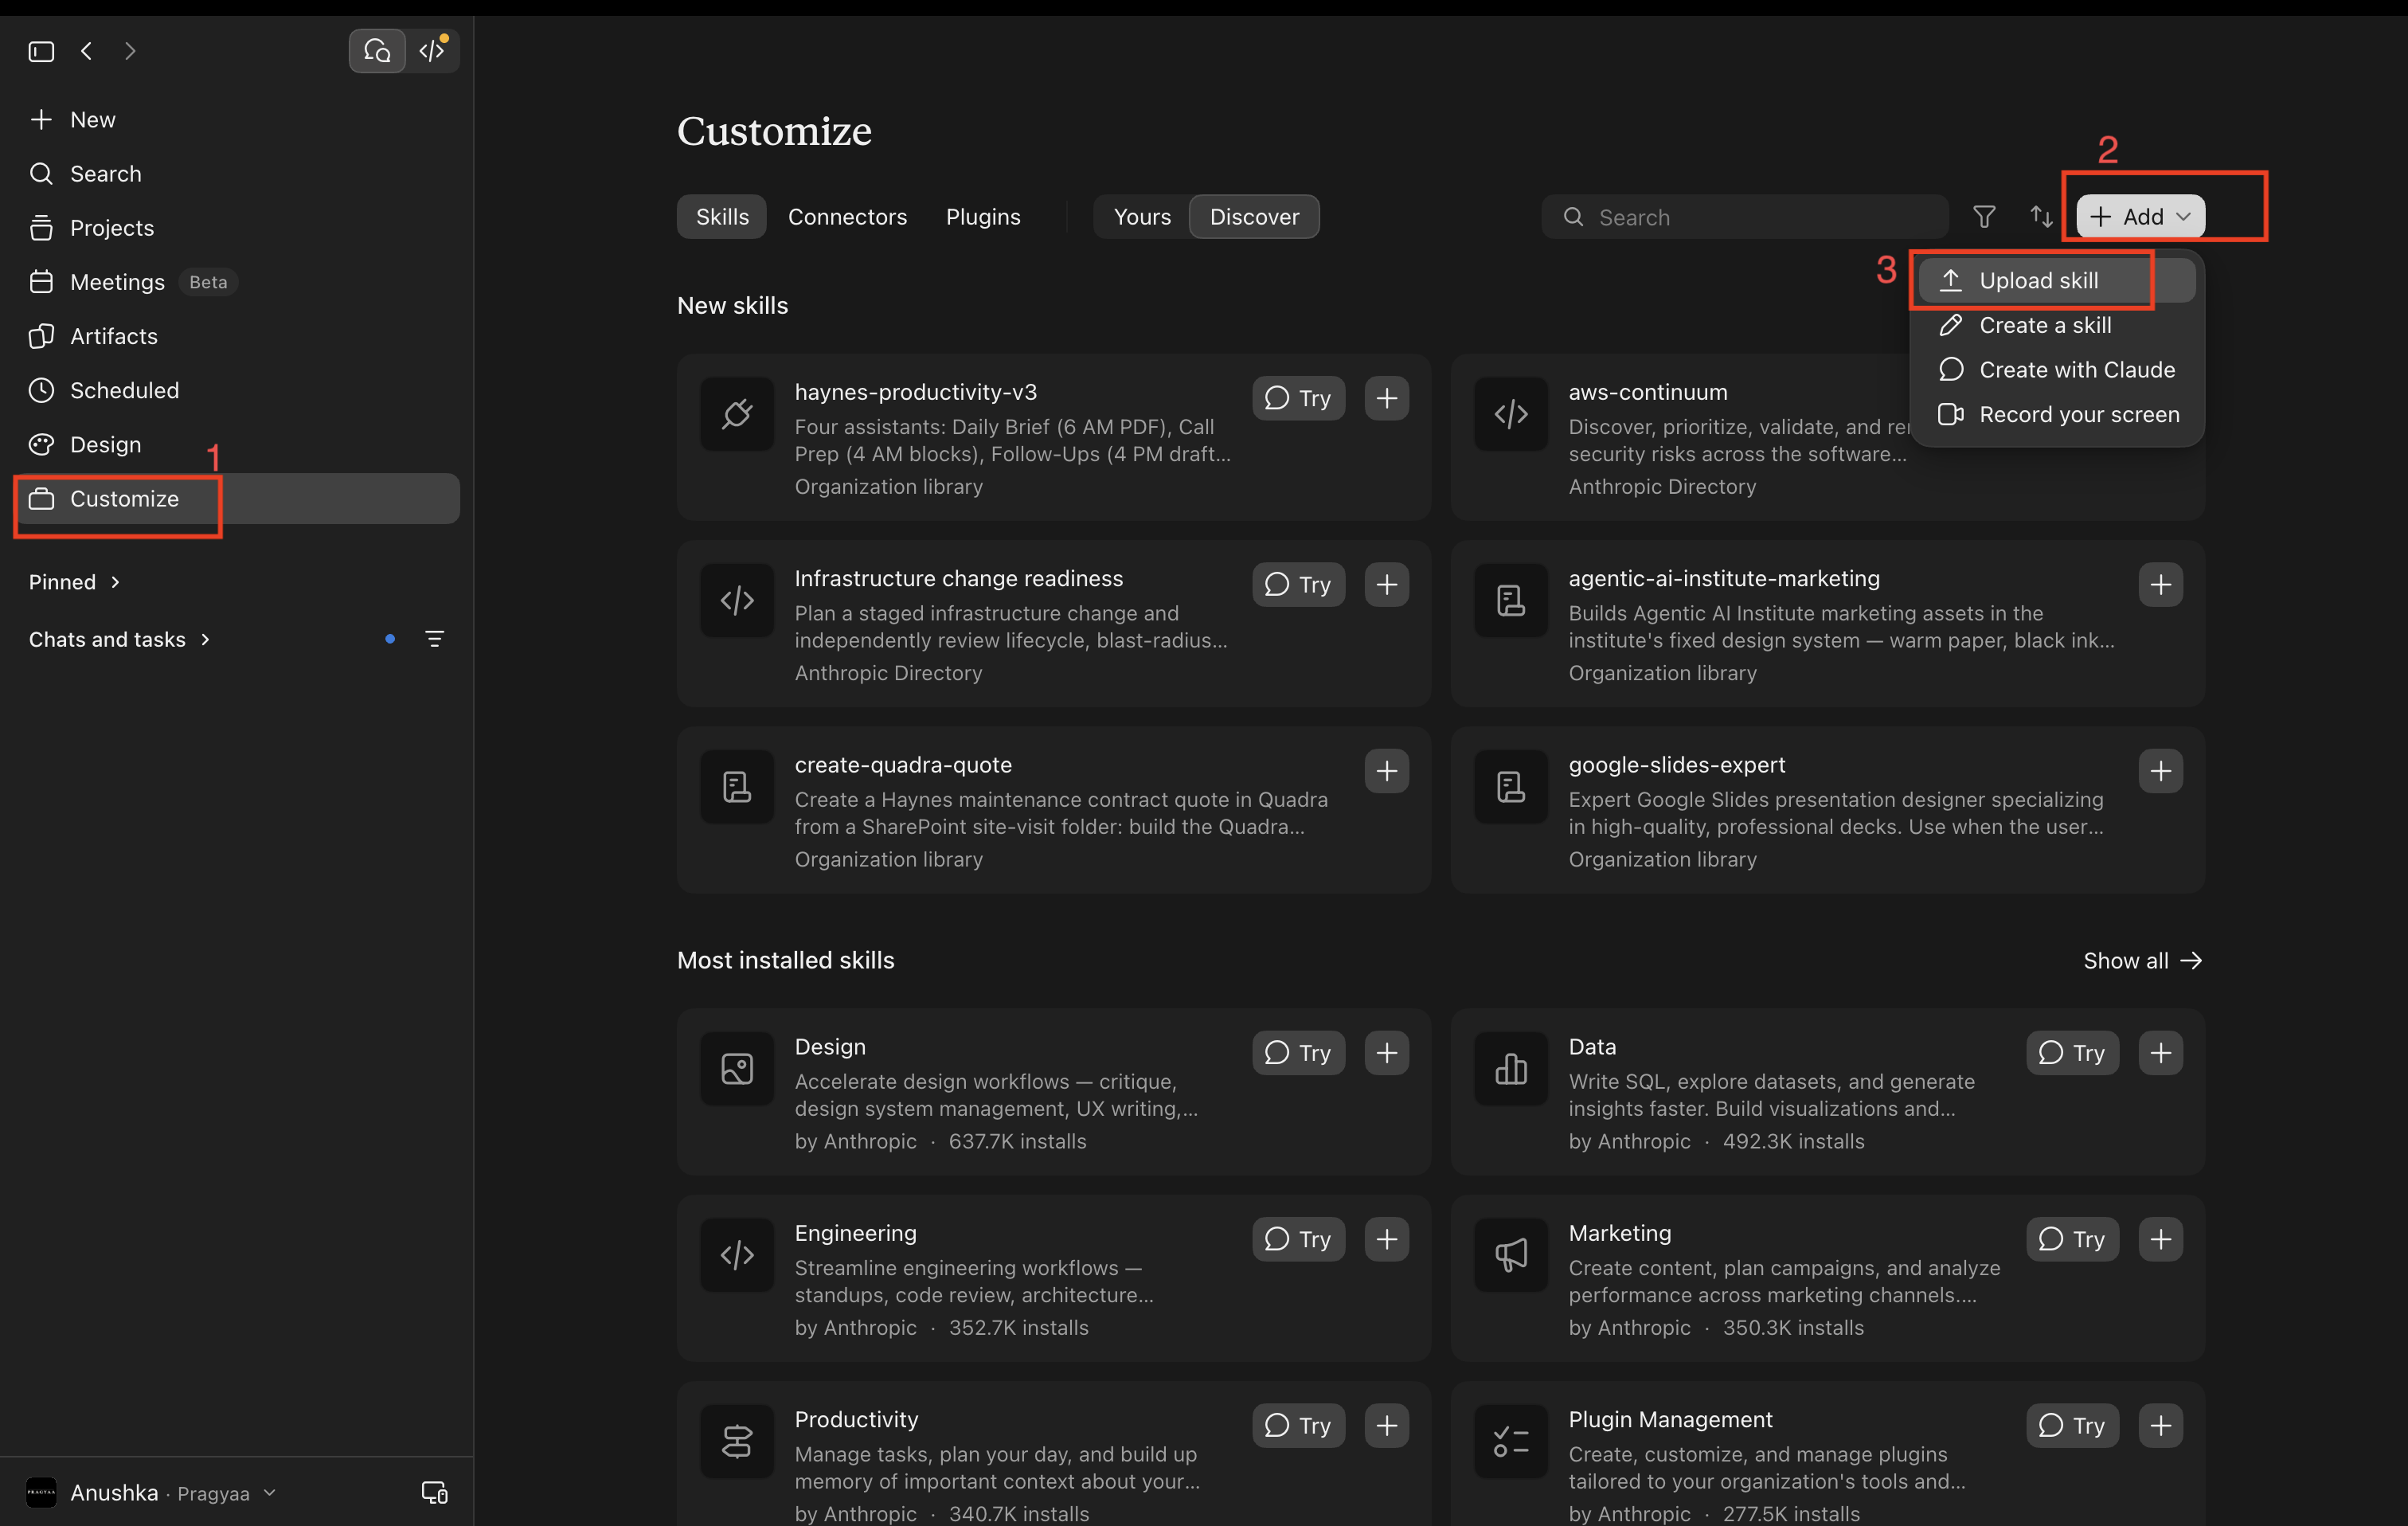 New
Search
Projects
Meetings Beta
Artifacts
Scheduled
Design
1
Customize
Pinned
Chats and tasks
Anushka · Pragyaa
Customize
Skills Connectors Plugins Yours Discover
Search
2
Add
3
Upload skill
Create a skill
Create with Claude
Record your screen
New skills
haynes-productivity-v3
Try
Four assistants: Daily Brief (6 AM PDF), Call
Prep (4 AM blocks), Follow-Ups (4 PM draft...
Organization library
aws-continuum
Discover, prioritize, validate, and
security risks across the software...
Anthropic Directory
Infrastructure change readiness
Try
Plan a staged infrastructure change and
independently review lifecycle, blast-radius...
Anthropic Directory
agentic-ai-institute-marketing
Builds Agentic AI Institute marketing assets in the
institute's fixed design system — warm paper, black ink...
Organization library
create-quadra-quote
Create a Haynes maintenance contract quote in Quadra
from a SharePoint site-visit folder: build the Quadra...
Organization library
google-slides-expert
Expert Google Slides presentation designer specializing
in high-quality, professional decks. Use when the user...
Organization library
Most installed skills
Show all
Design
Try
Accelerate design workflows — critique,
design system management, UX writing,...
by Anthropic · 637.7K installs
Data
Try
Write SQL, explore datasets, and generate
insights faster. Build visualizations and...
by Anthropic · 492.3K installs
Engineering
Try
Streamline engineering workflows —
standups, code review, architecture...
by Anthropic · 352.7K installs
Marketing
Try
Create content, plan campaigns, and analyze
performance across marketing channels....
by Anthropic · 350.3K installs
Productivity
Try
Manage tasks, plan your day, and build up
memory of important context about your...
by Anthropic · 340.7K installs
Plugin Management
Try
Create, customize, and manage plugins
tailored to your organization's tools and...
by Anthropic · 277.5K installs